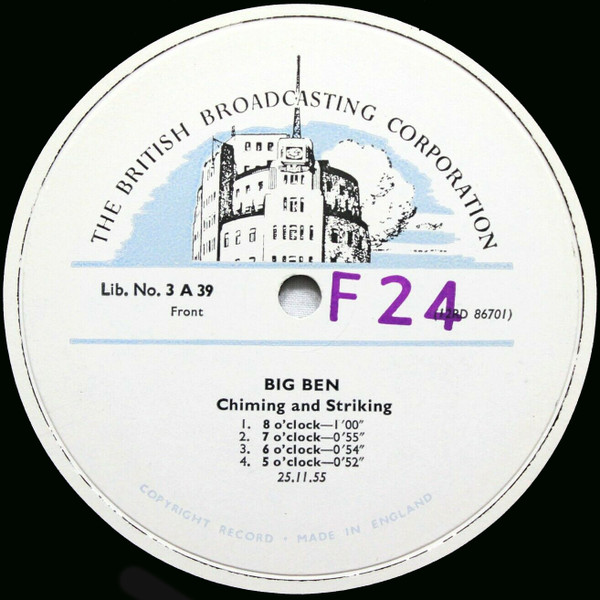 THE BRITISH BROADCASTING CORPORATION
Lib. No. 3 A 39
Front
F 24
(12RD 86701)
BIG BEN
Chiming and Striking
1. 8 o'clock—1'00"
2. 7 o'clock—0'55"
3. 6 o'clock—0'54"
4. 5 o'clock—0'52"
25.11.55
COPYRIGHT RECORD • MADE IN ENGLAND